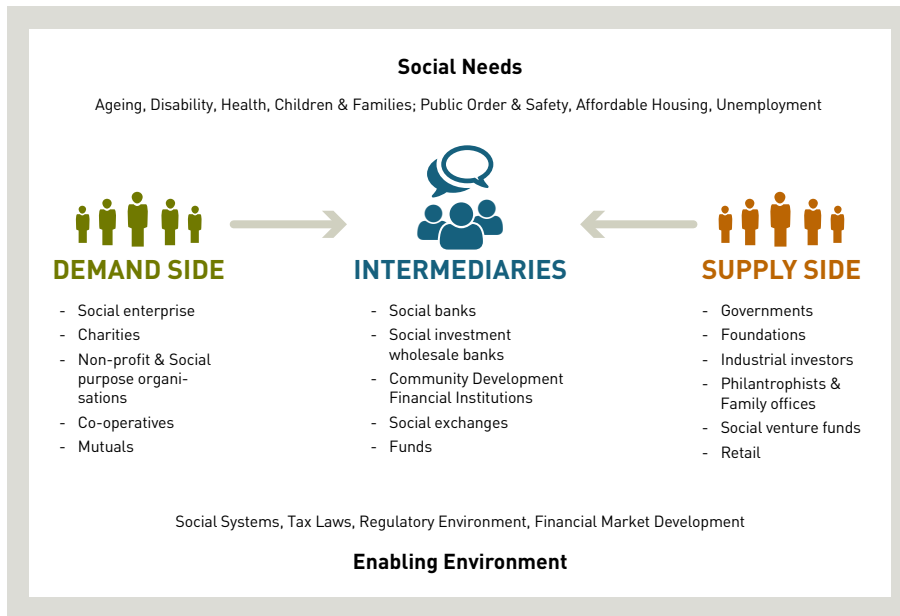 Social Needs
Ageing, Disability, Health, Children & Families; Public Order & Safety, Affordable Housing, Unemployment
DEMAND SIDE
- Social enterprise
- Charities
- Non-profit & Social
purpose organi-
sations
- Co-operatives
- Mutuals
INTERMEDIARIES
- Social banks
- Social investment
wholesale banks
- Community Development
Financial Institutions
- Social exchanges
- Funds
SUPPLY SIDE
- Governments
- Foundations
- Industrial investors
- Philantrophists &
Family offices
- Social venture funds
- Retail
Social Systems, Tax Laws, Regulatory Environment, Financial Market Development
Enabling Environment